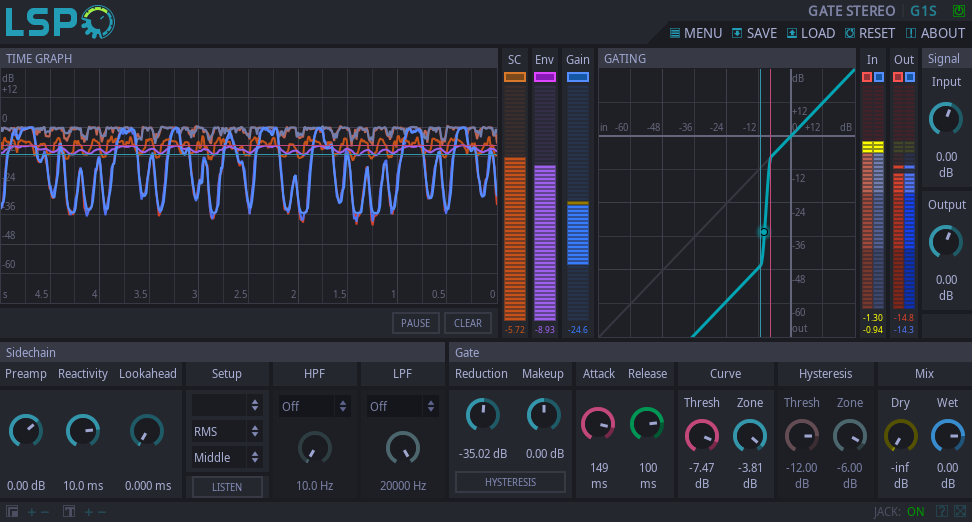 LSP
GATE STEREO G1S
MENU SAVE LOAD RESET ABOUT
TIME GRAPH
SC Env Gain
GATING
In Out
Signal
dB
+12
0
-24
-36
-48
-60
s 4.5 4 3.5 3 2.5 2 1.5 1 0.5 0
PAUSE CLEAR
-5.72 -8.93 -24.6
in -60 -48 -36 -24 -12 0 +12 dB
dB
+12
-12
-24
-36
-48
-60
out
-1.30
-0.94
-14.8
-14.3
Input
0.00
dB
Output
0.00
dB
Sidechain
Preamp Reactivity Lookahead Setup HPF LPF
0.00 dB 10.0 ms 0.000 ms
RMS
Middle
LISTEN
Off
10.0 Hz
Off
20000 Hz
Gate
Reduction Makeup Attack Release Curve Hysteresis Mix
-35.02 dB 0.00 dB
HYSTERESIS
149
ms
100
ms
Thresh Zone Thresh Zone Dry Wet
-7.47
dB
-3.81
dB
-12.00
dB
-6.00
dB
-inf
dB
0.00
dB
JACK: ON